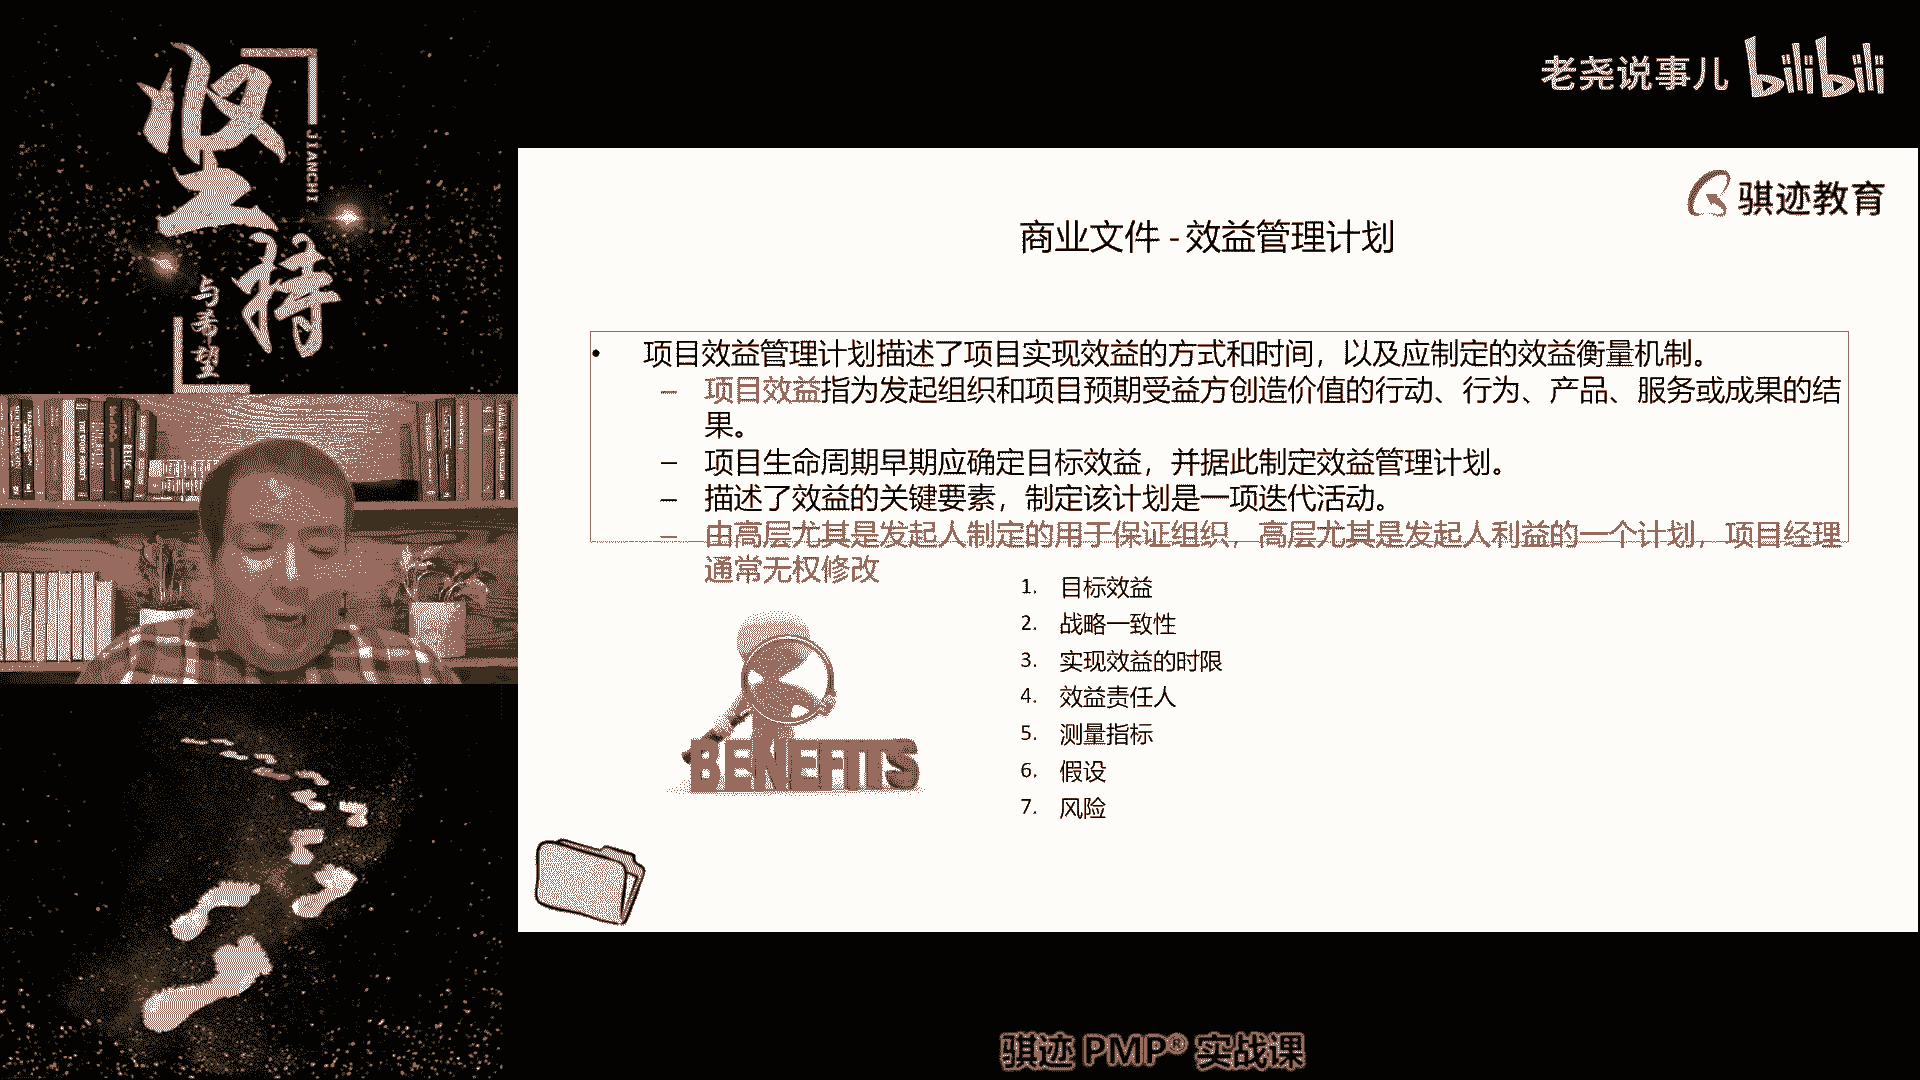 坚持
JIANCHI
与希望
老尧说事儿 bilibili
骐迹教育
商业文件 - 效益管理计划
• 项目效益管理计划描述了项目实现效益的方式和时间，以及应制定的效益衡量机制。
– 项目效益指为发起组织和项目预期受益方创造价值的行动、行为、产品、服务或成果的结
果。
– 项目生命周期早期应确定目标效益，并据此制定效益管理计划。
– 描述了效益的关键要素，制定该计划是一项迭代活动。
– 由高层尤其是发起人制定的用于保证组织，高层尤其是发起人利益的一个计划，项目经理
通常无权修改
1. 目标效益
2. 战略一致性
3. 实现效益的时限
4. 效益责任人
5. 测量指标
6. 假设
7. 风险
BENEFITS
骐迹 PMP® 实战课